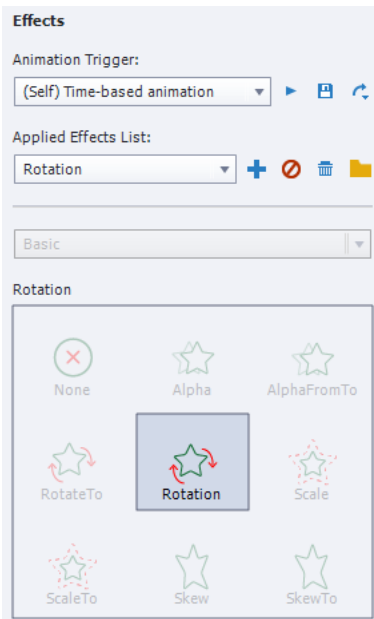 Effects
Animation Trigger:
(Self) Time-based animation
Applied Effects List:
Rotation
Basic
Rotation
None Alpha AlphaFromTo
RotateTo Rotation Scale
ScaleTo Skew SkewTo